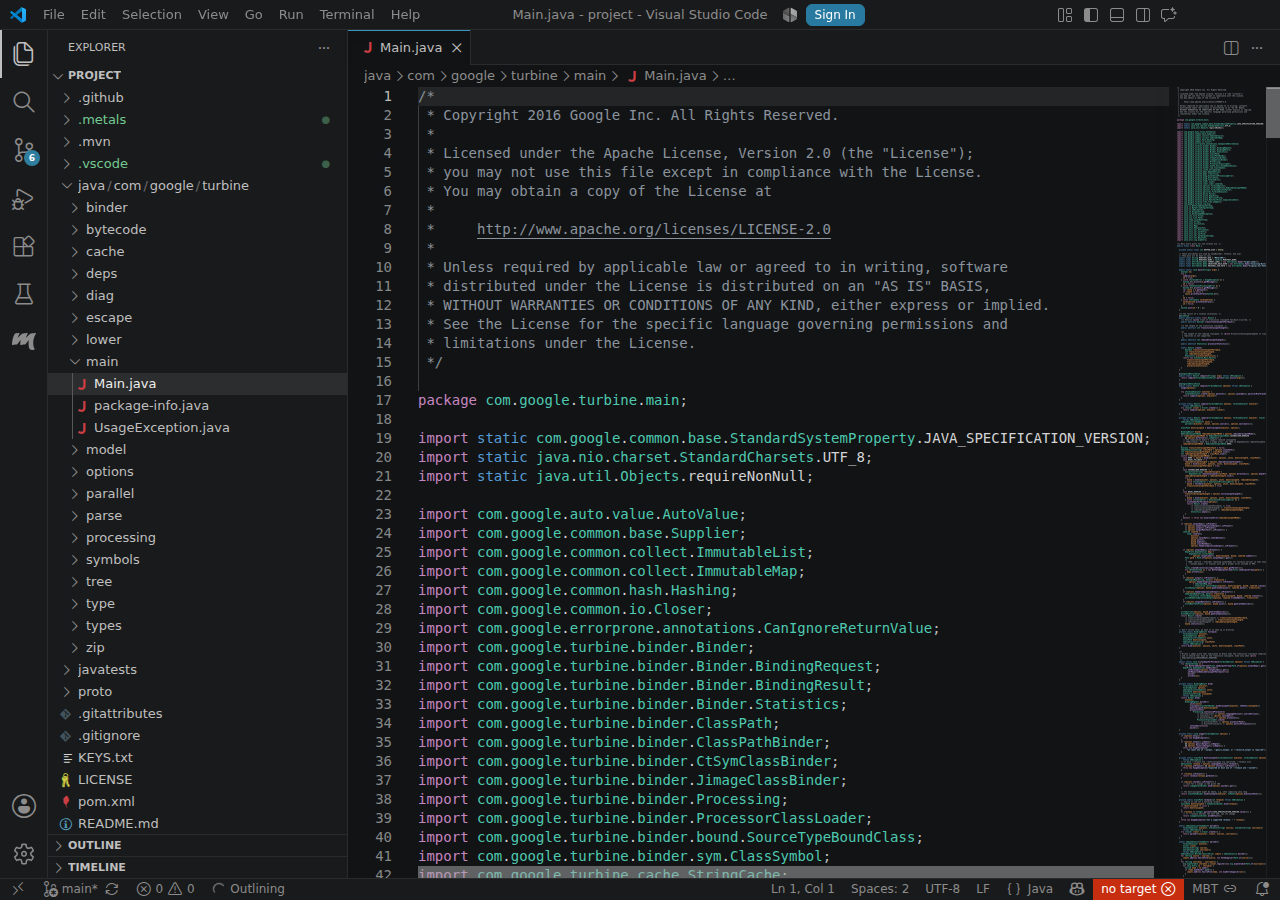 File Edit Selection View Go Run Terminal Help
Main.java - project - Visual Studio Code
Sign In
EXPLORER
PROJECT
.github
.metals
.mvn
.vscode
java/com/google/turbine
binder
bytecode
cache
deps
diag
escape
lower
main
Main.java
package-info.java
UsageException.java
model
options
parallel
parse
processing
symbols
tree
type
types
zip
javatests
proto
.gitattributes
.gitignore
KEYS.txt
LICENSE
pom.xml
README.md
OUTLINE
TIMELINE
6
Main.java
java > com > google > turbine > main > Main.java > ...
1 /*
2 * Copyright 2016 Google Inc. All Rights Reserved.
3 *
4 * Licensed under the Apache License, Version 2.0 (the "License");
5 * you may not use this file except in compliance with the License.
6 * You may obtain a copy of the License at
7 *
8 *     http://www.apache.org/licenses/LICENSE-2.0
9 *
10 * Unless required by applicable law or agreed to in writing, software
11 * distributed under the License is distributed on an "AS IS" BASIS,
12 * WITHOUT WARRANTIES OR CONDITIONS OF ANY KIND, either express or implied.
13 * See the License for the specific language governing permissions and
14 * limitations under the License.
15 */
16
17 package com.google.turbine.main;
18
19 import static com.google.common.base.StandardSystemProperty.JAVA_SPECIFICATION_VERSION;
20 import static java.nio.charset.StandardCharsets.UTF_8;
21 import static java.util.Objects.requireNonNull;
22
23 import com.google.auto.value.AutoValue;
24 import com.google.common.base.Supplier;
25 import com.google.common.collect.ImmutableList;
26 import com.google.common.collect.ImmutableMap;
27 import com.google.common.hash.Hashing;
28 import com.google.common.io.Closer;
29 import com.google.errorprone.annotations.CanIgnoreReturnValue;
30 import com.google.turbine.binder.Binder;
31 import com.google.turbine.binder.Binder.BindingRequest;
32 import com.google.turbine.binder.Binder.BindingResult;
33 import com.google.turbine.binder.Binder.Statistics;
34 import com.google.turbine.binder.ClassPath;
35 import com.google.turbine.binder.ClassPathBinder;
36 import com.google.turbine.binder.CtSymClassBinder;
37 import com.google.turbine.binder.JimageClassBinder;
38 import com.google.turbine.binder.Processing;
39 import com.google.turbine.binder.ProcessorClassLoader;
40 import com.google.turbine.binder.bound.SourceTypeBoundClass;
41 import com.google.turbine.binder.sym.ClassSymbol;
42 import com.google.turbine.cache.StringCache;
main* 0 0 Outlining
Ln 1, Col 1 Spaces: 2 UTF-8 LF { } Java no target MBT